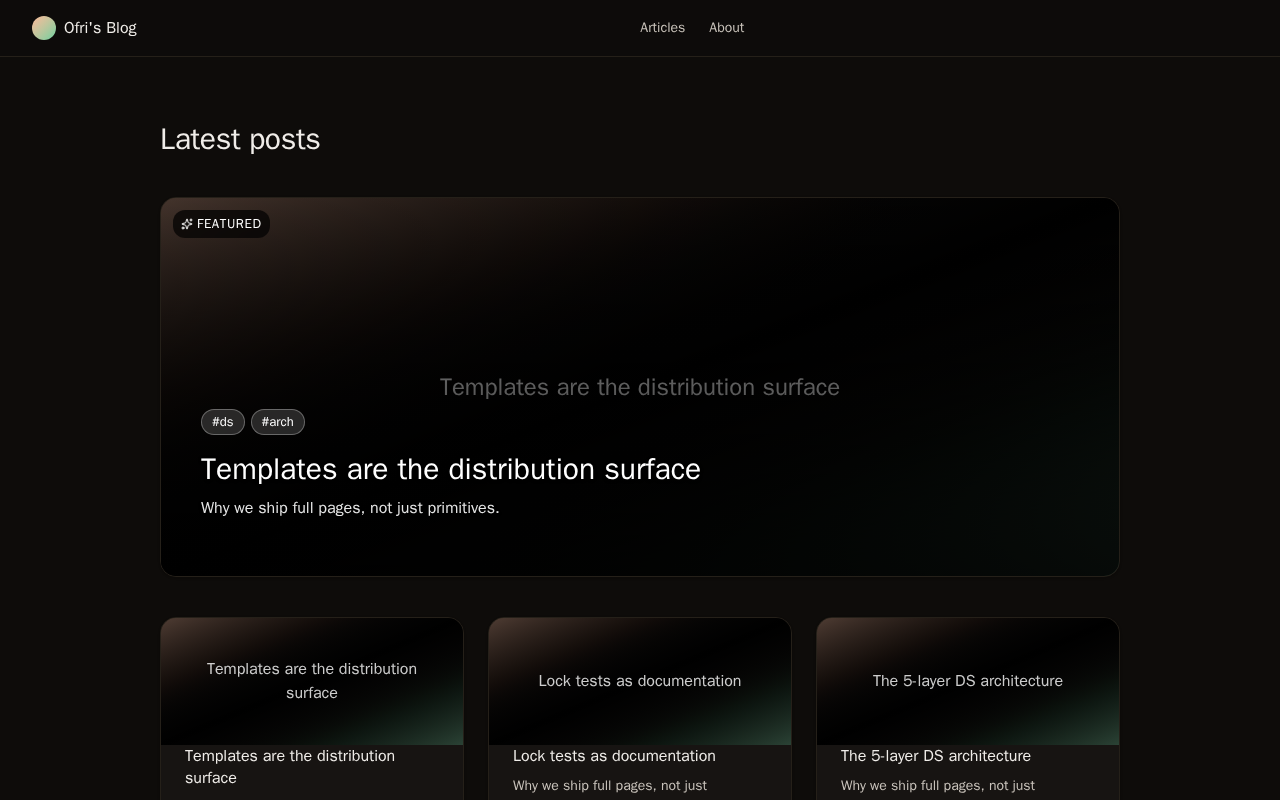 Ofri's Blog
Articles
About
Latest posts
FEATURED
Templates are the distribution surface
#ds
#arch
Templates are the distribution surface
Why we ship full pages, not just primitives.
Templates are the distribution
surface
Templates are the distribution
surface
Lock tests as documentation
Lock tests as documentation
Why we ship full pages, not just
The 5-layer DS architecture
The 5-layer DS architecture
Why we ship full pages, not just